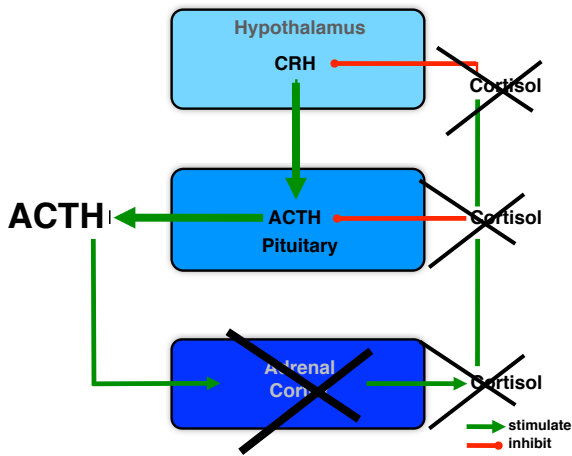 Hypothalamus
CRH
Cortisol
ACTH
ACTH
Cortisol
Pituitary
Adrenal
Cortex
Cortisol
stimulate
inhibit